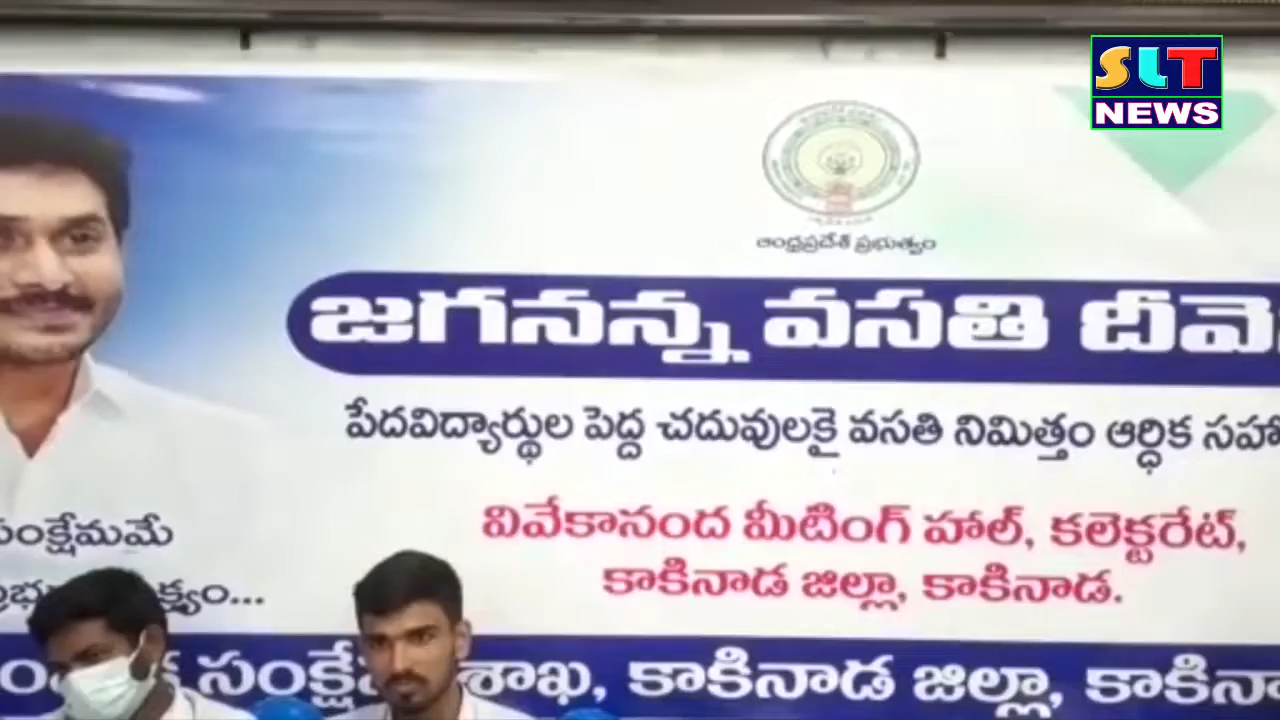 SLT
NEWS
ఆంధ్రప్రదేశ్ ప్రభుత్వం
జగనన్న వసతి దీవె
పేదవిద్యార్థుల పెద్ద చదువులకై వసతి నిమిత్తం ఆర్ధిక సహా
వివేకానంద మీటింగ్ హాల్, కలెక్టరేట్,
కాకినాడ జిల్లా, కాకినాడ.
సంక్షేమమే
సంక్షేమ శాఖ, కాకినాడ జిల్లా, కాకినా